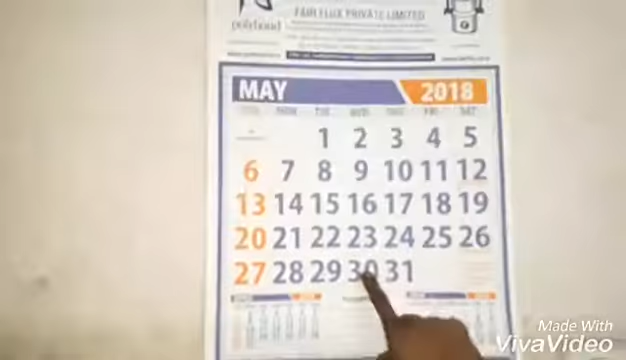 polybond
FAIR FLUX PRIVATE LIMITED
MAY 2018
SUN MON TUE WED THU FRI SAT
1 2 3 4 5
6 7 8 9 10 11 12
13 14 15 16 17 18 19
20 21 22 23 24 25 26
27 28 29 30 31
Made With
VivaVideo